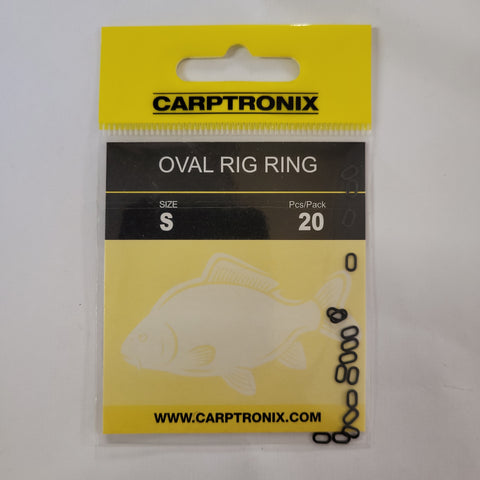 CARPTRONIX
OVAL RIG RING
SIZE Pcs/Pack
S 20
WWW.CARPTRONIX.COM